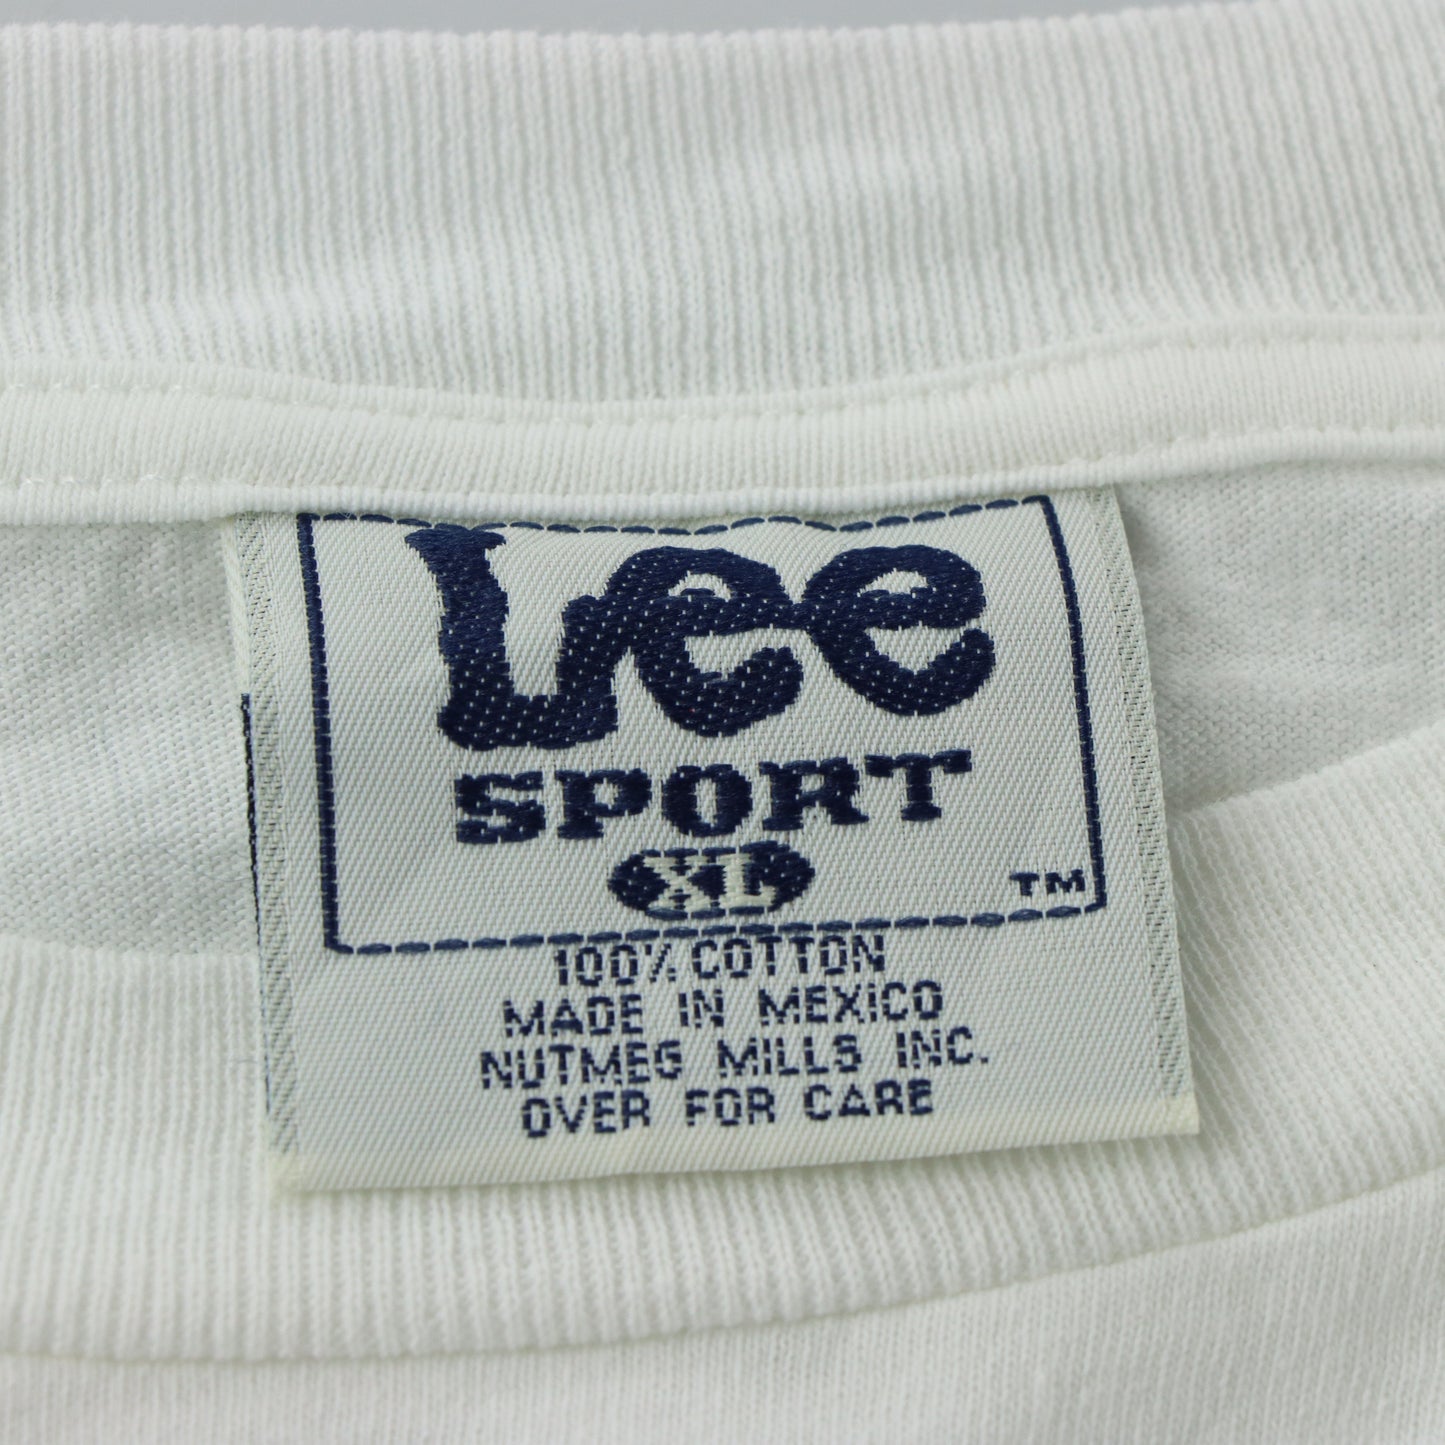 Lee
SPORT
XL
TM
100% COTTON
MADE IN MEXICO
NUTMEG MILLS INC.
OVER FOR CARE